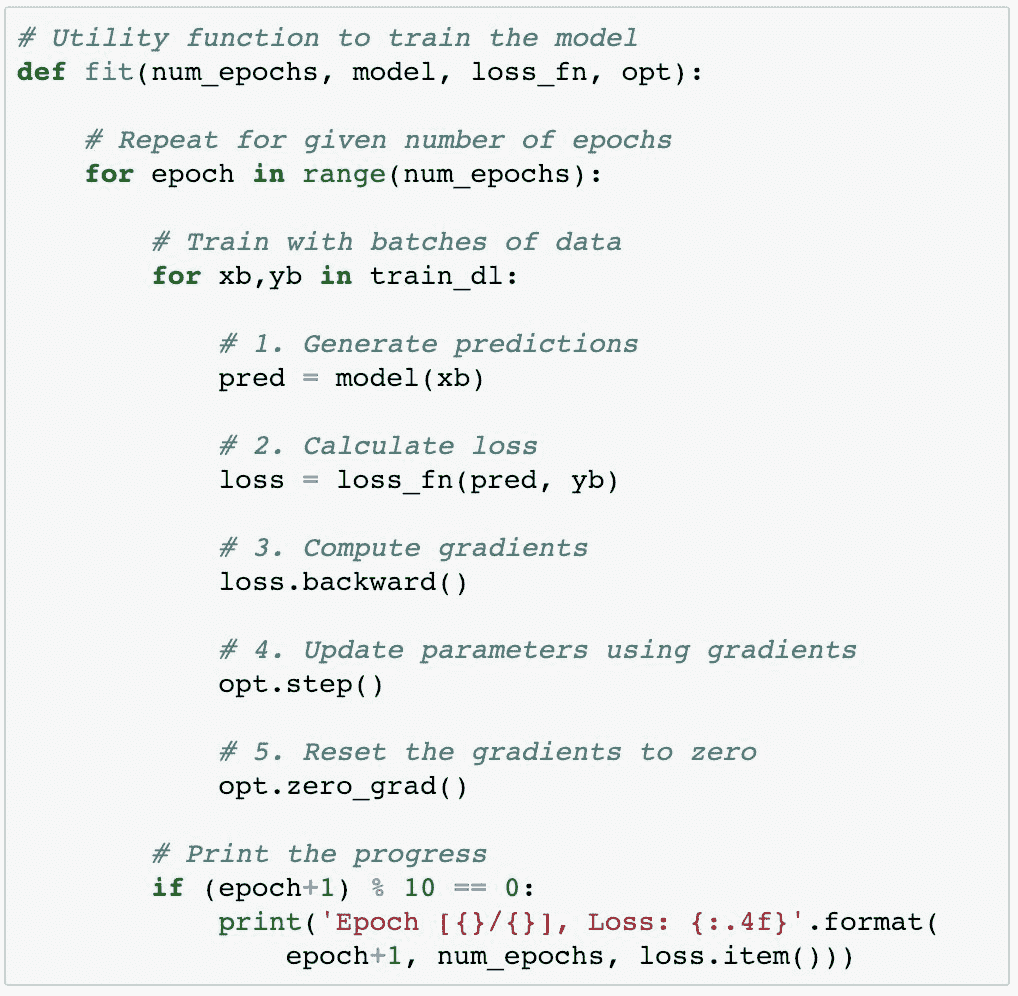 # Utility function to train the model
def fit(num_epochs, model, loss_fn, opt):
# Repeat for given number of epochs
for epoch in range(num_epochs):
# Train with batches of data
for xb,yb in train_dl:
# 1. Generate predictions
pred = model(xb)
# 2. Calculate loss
loss = loss_fn(pred, yb)
# 3. Compute gradients
loss.backward()
# 4. Update parameters using gradients
opt.step()
# 5. Reset the gradients to zero
opt.zero_grad()
# Print the progress
if (epoch+1) % 10 == 0:
print('Epoch [{}/{}], Loss: {:.4f}'.format(
epoch+1, num_epochs, loss.item()))